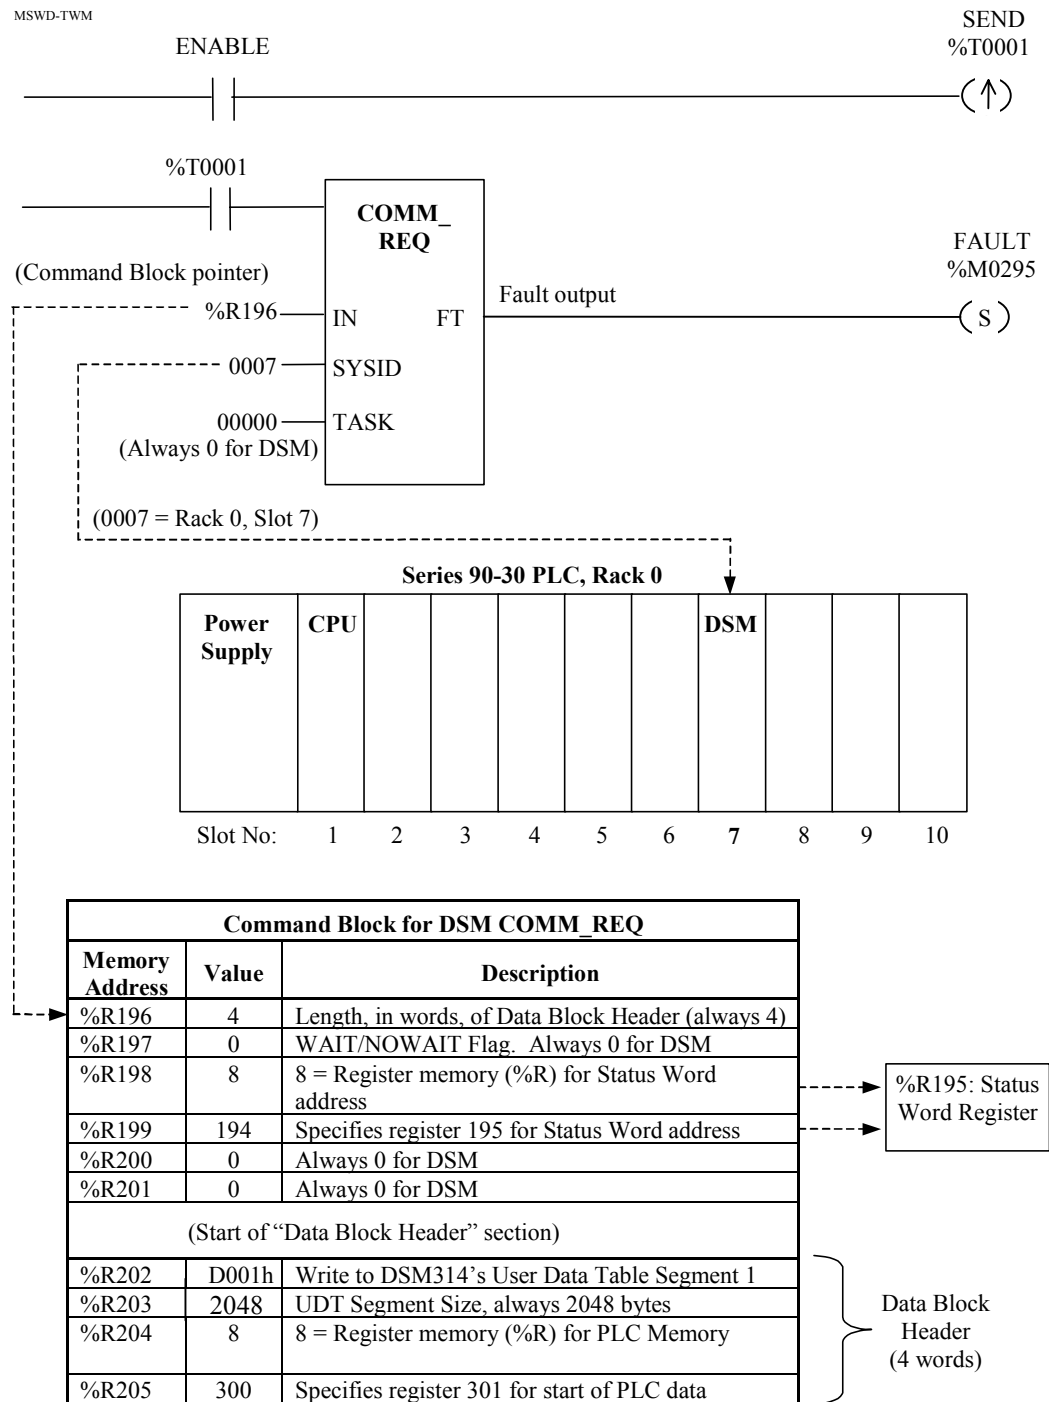 MSWD-TWM
ENABLE
SEND
%T0001
(↑)
%T0001
COMM_
REQ
FAULT
%M0295
(Command Block pointer)
%R196
IN
FT
Fault output
( S )
0007
SYSID
00000
TASK
(Always 0 for DSM)
(0007 = Rack 0, Slot 7)
Series 90-30 PLC, Rack 0
Power
Supply
CPU
DSM
Slot No: 1 2 3 4 5 6 7 8 9 10
Command Block for DSM COMM_REQ
Memory
Address
Value
Description
%R196 4 Length, in words, of Data Block Header (always 4)
%R197 0 WAIT/NOWAIT Flag. Always 0 for DSM
%R198 8 8 = Register memory (%R) for Status Word
address
%R199 194 Specifies register 195 for Status Word address
%R200 0 Always 0 for DSM
%R201 0 Always 0 for DSM
%R195: Status
Word Register
(Start of “Data Block Header” section)
%R202 D001h Write to DSM314’s User Data Table Segment 1
%R203 2048 UDT Segment Size, always 2048 bytes
%R204 8 8 = Register memory (%R) for PLC Memory
%R205 300 Specifies register 301 for start of PLC data
Data Block
Header
(4 words)